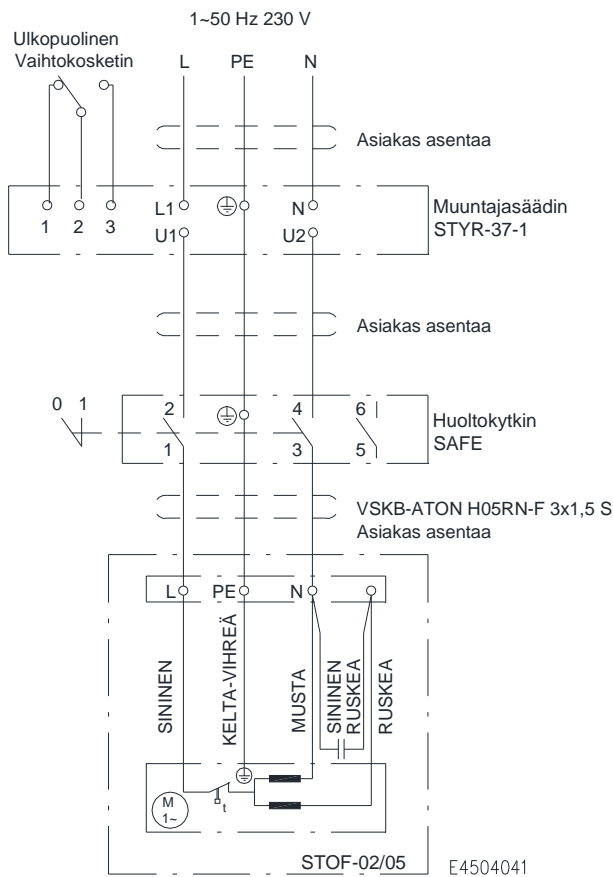 1~50 Hz 230 V
Ulkopuolinen
Vaihtokosketin
L PE N
Asiakas asentaa
1 2 3 L1 N
U1 U2
Muuntajasäädin
STYR-37-1
Asiakas asentaa
0 1 2 4 6
1 3 5
Huoltokytkin
SAFE
VSKB-ATON H05RN-F 3x1,5 S
Asiakas asentaa
L PE N
SININEN
KELTA-VIHREÄ
MUSTA
SININEN
RUSKEA
RUSKEA
M
1~
t
STOF-02/05
E4504041